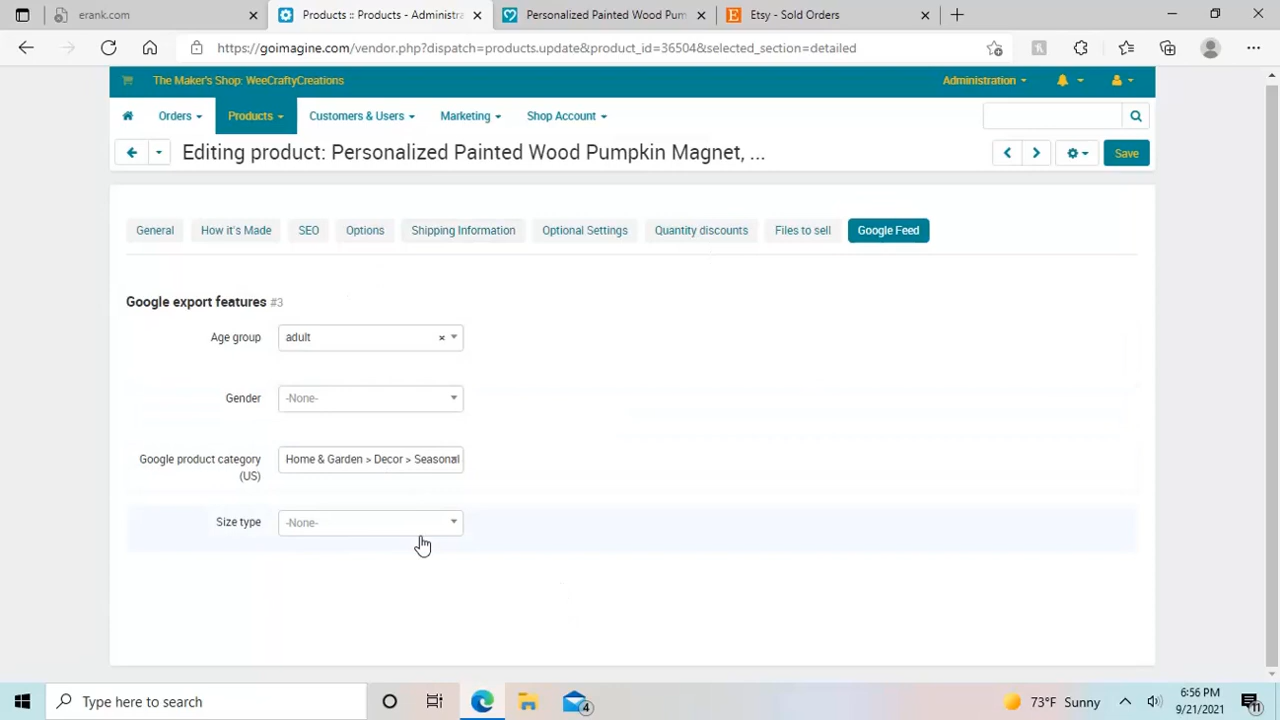 erank.com
Products :: Products - Administra
Personalized Painted Wood Pum
Etsy - Sold Orders
https://goimagine.com/vendor.php?dispatch=products.update&product_id=36504&selected_section=detailed
The Maker's Shop: WeeCraftyCreations
Administration
Orders
Products
Customers & Users
Marketing
Shop Account
Editing product: Personalized Painted Wood Pumpkin Magnet, ...
Save
General
How it's Made
SEO
Options
Shipping Information
Optional Settings
Quantity discounts
Files to sell
Google Feed
Google export features #3
Age group
adult
Gender
-None-
Google product category
(US)
Home & Garden > Decor > Seasonal
Size type
-None-
Type here to search
4
73°F Sunny
6:56 PM
9/21/2021
11